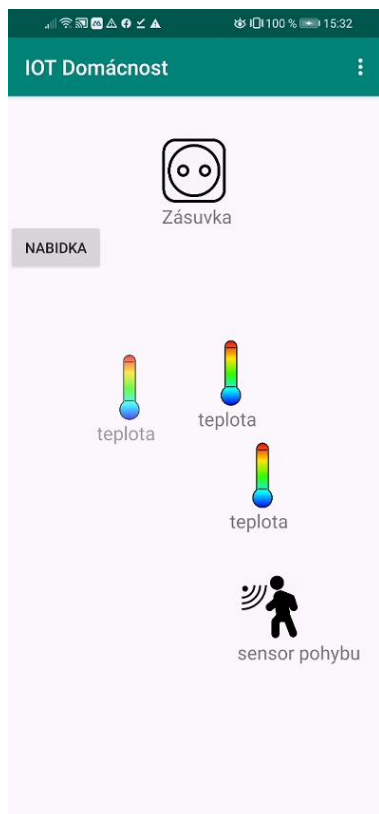 100 % 15:32
IOT Domácnost
Zásuvka
NABIDKA
teplota
teplota
teplota
sensor pohybu